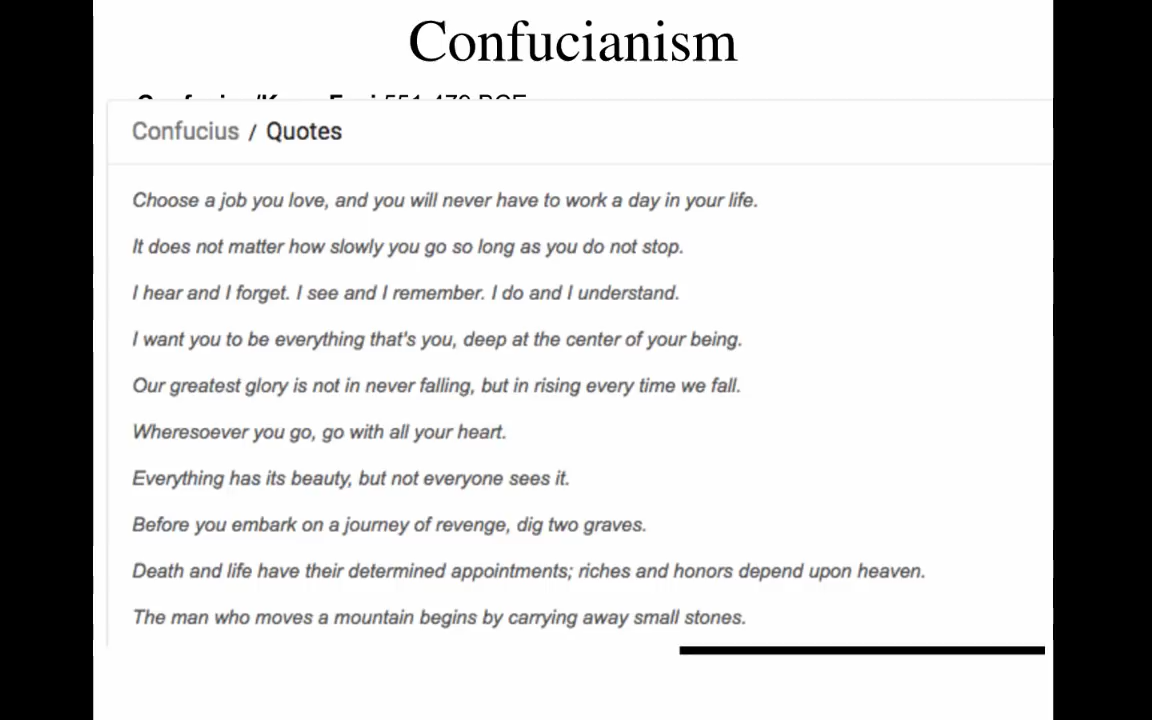 Confucianism
551-479 BCE
Confucius / Quotes
Choose a job you love, and you will never have to work a day in your life.
It does not matter how slowly you go so long as you do not stop.
I hear and I forget. I see and I remember. I do and I understand.
I want you to be everything that's you, deep at the center of your being.
Our greatest glory is not in never falling, but in rising every time we fall.
Wheresoever you go, go with all your heart.
Everything has its beauty, but not everyone sees it.
Before you embark on a journey of revenge, dig two graves.
Death and life have their determined appointments; riches and honors depend upon heaven.
The man who moves a mountain begins by carrying away small stones.